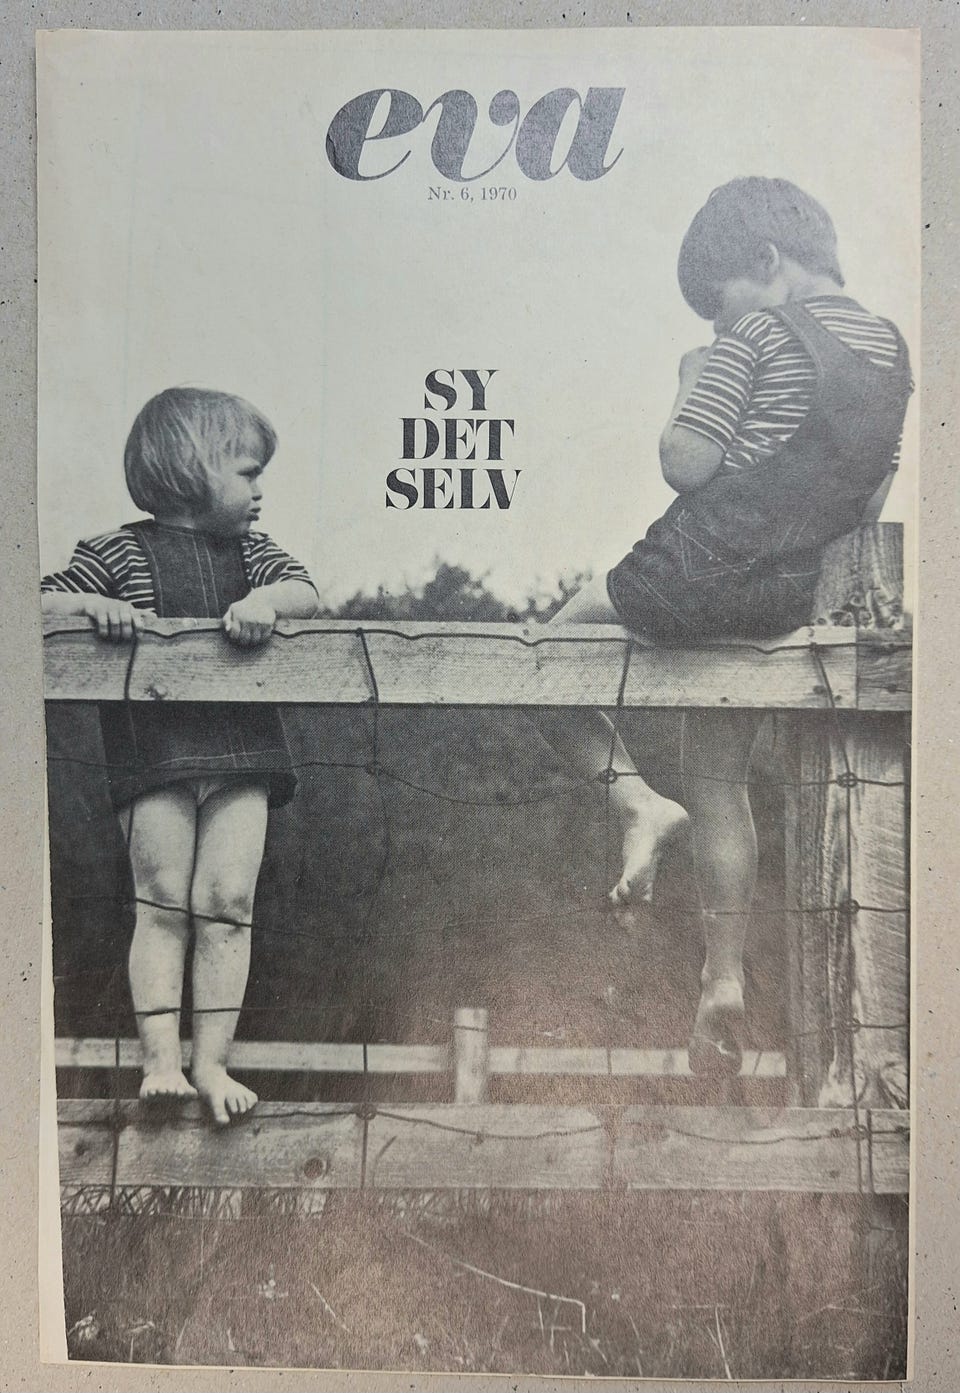 eva
Nr. 6, 1970
SY
DET
SELV